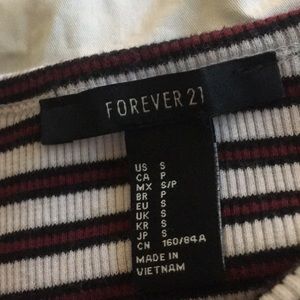 FOREVER 21
US S
CA P
MX S/P
BR P
EU S
UK S
KR S
JP S
CN 160/84A
MADE IN
VIETNAM